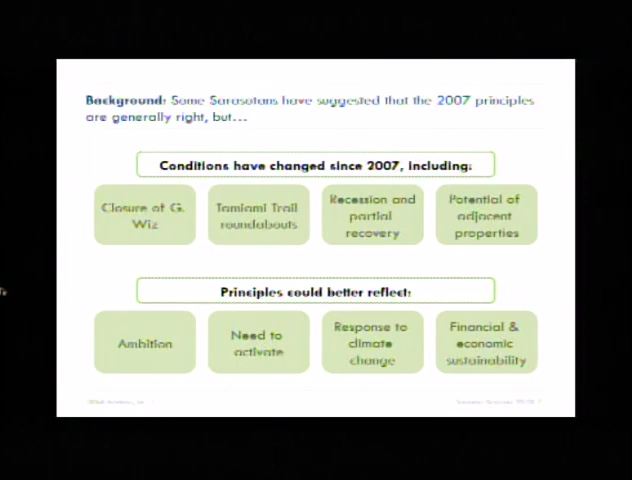 Background: Some Sarasotans have suggested that the 2007 principles
are generally right, but...
Conditions have changed since 2007, including:
Closure of G.
Wiz
Tamiami Trail
roundabouts
Recession and
partial
recovery
Potential of
adjacent
properties
Principles could better reflect:
Ambition
Need to
activate
Response to
climate
change
Financial &
economic
sustainability